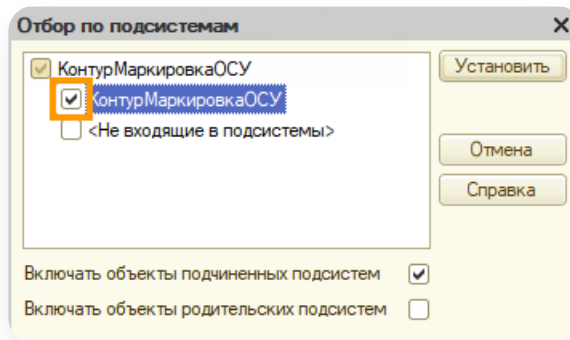 Отбор по подсистемам
КонтурМаркировкаОСУ
КонтурМаркировкаОСУ
<Не входящие в подсистемы>
Установить
Отмена
Справка
Включать объекты подчиненных подсистем
Включать объекты родительских подсистем